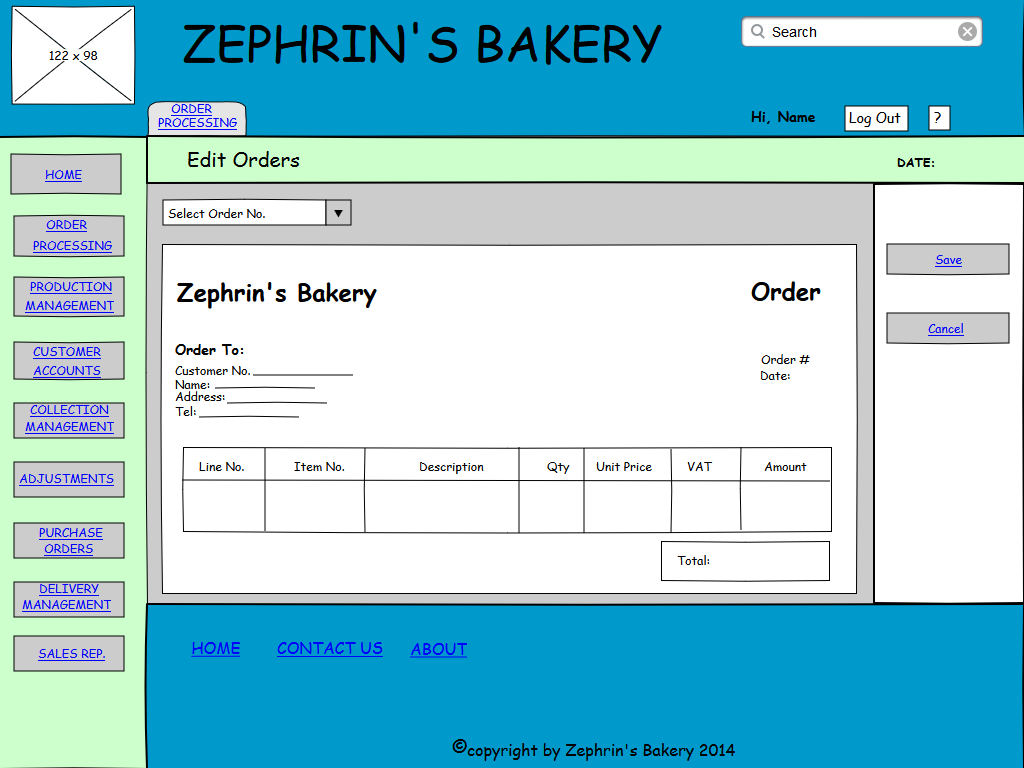 122 x 98
ZEPHRIN'S BAKERY
Search
ORDER
PROCESSING
Hi, Name
Log Out
?
Edit Orders
DATE:
HOME
ORDER
PROCESSING
PRODUCTION
MANAGEMENT
CUSTOMER
ACCOUNTS
COLLECTION
MANAGEMENT
ADJUSTMENTS
PURCHASE
ORDERS
DELIVERY
MANAGEMENT
SALES REP.
Select Order No.
Zephrin's Bakery
Order
Order To:
Customer No.
Name:
Address:
Tel:
Order #
Date:
Line No. Item No. Description Qty Unit Price VAT Amount
Total:
Save
Cancel
HOME CONTACT US ABOUT
©copyright by Zephrin's Bakery 2014